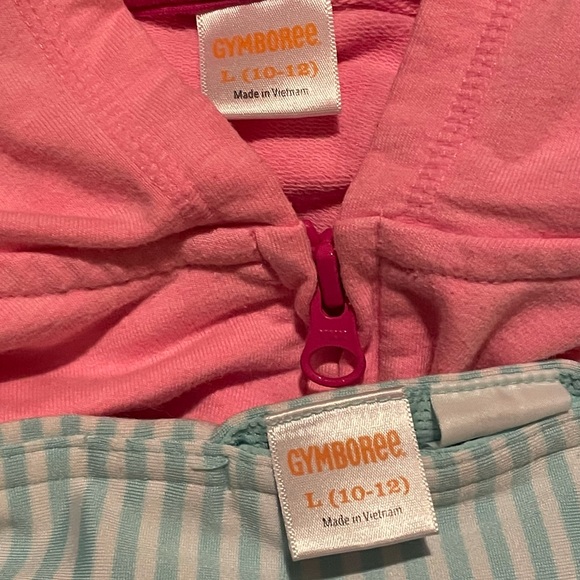 GYMBOREE
L (10-12)
Made in Vietnam
GYMBOREE
L (10-12)
Made in Vietnam